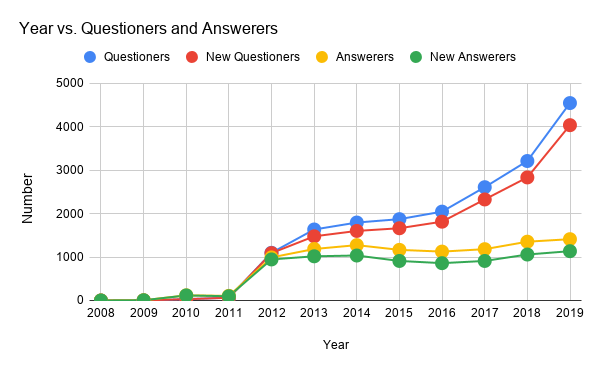 Year vs. Questioners and Answerers
Questioners New Questioners Answerers New Answerers
5000
4000
3000
2000
1000
0
Number
2008 2009 2010 2011 2012 2013 2014 2015 2016 2017 2018 2019
Year